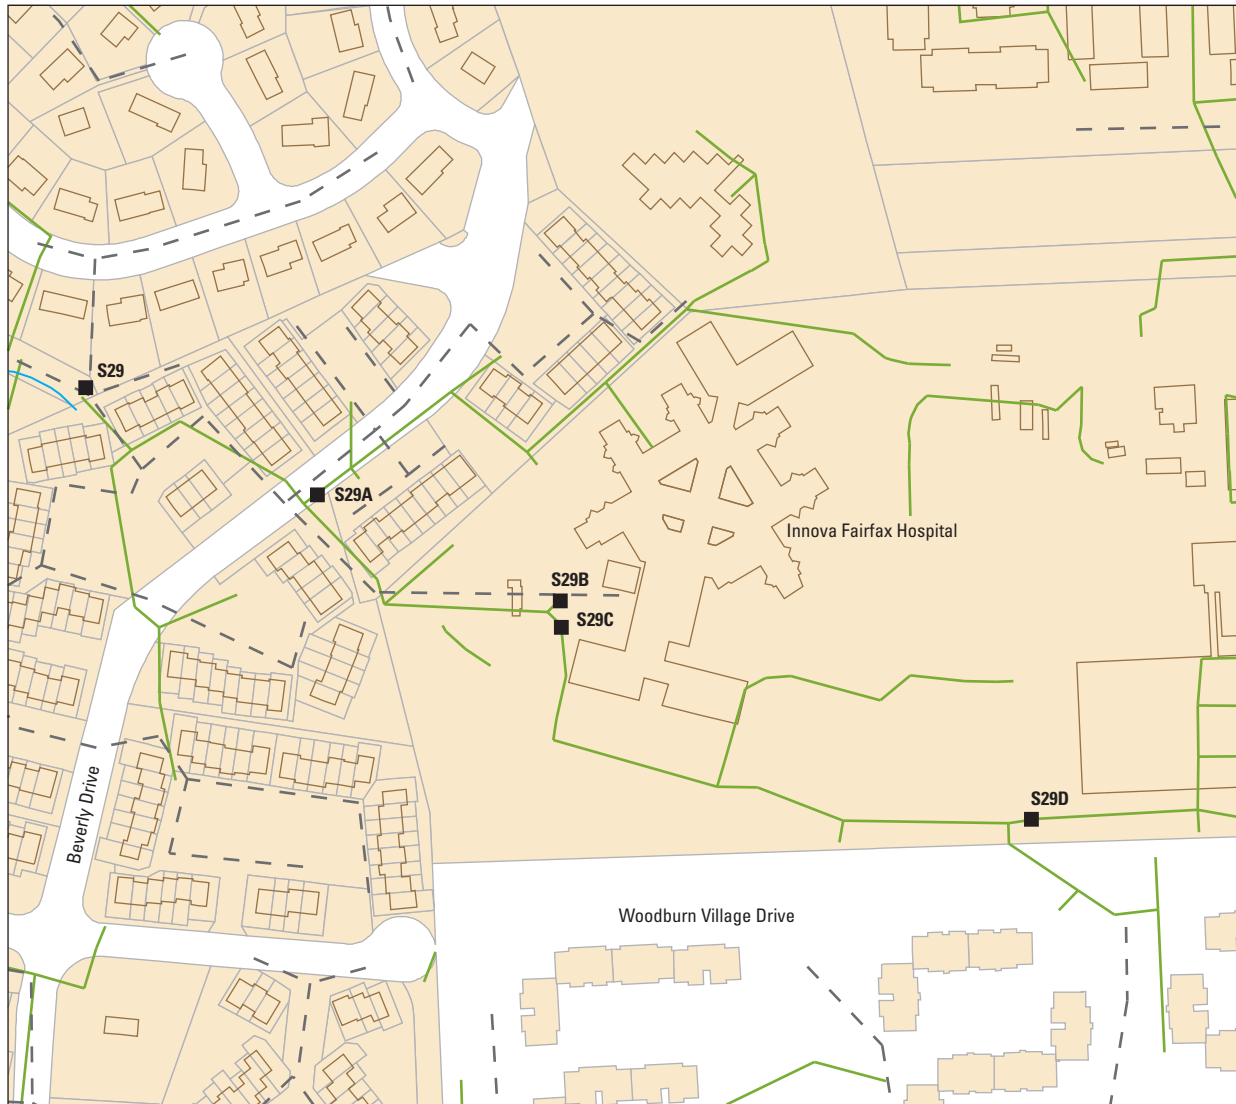 S29
S29A
Innova Fairfax Hospital
S29B
S29C
S29D
Beverly Drive
Woodburn Village Drive